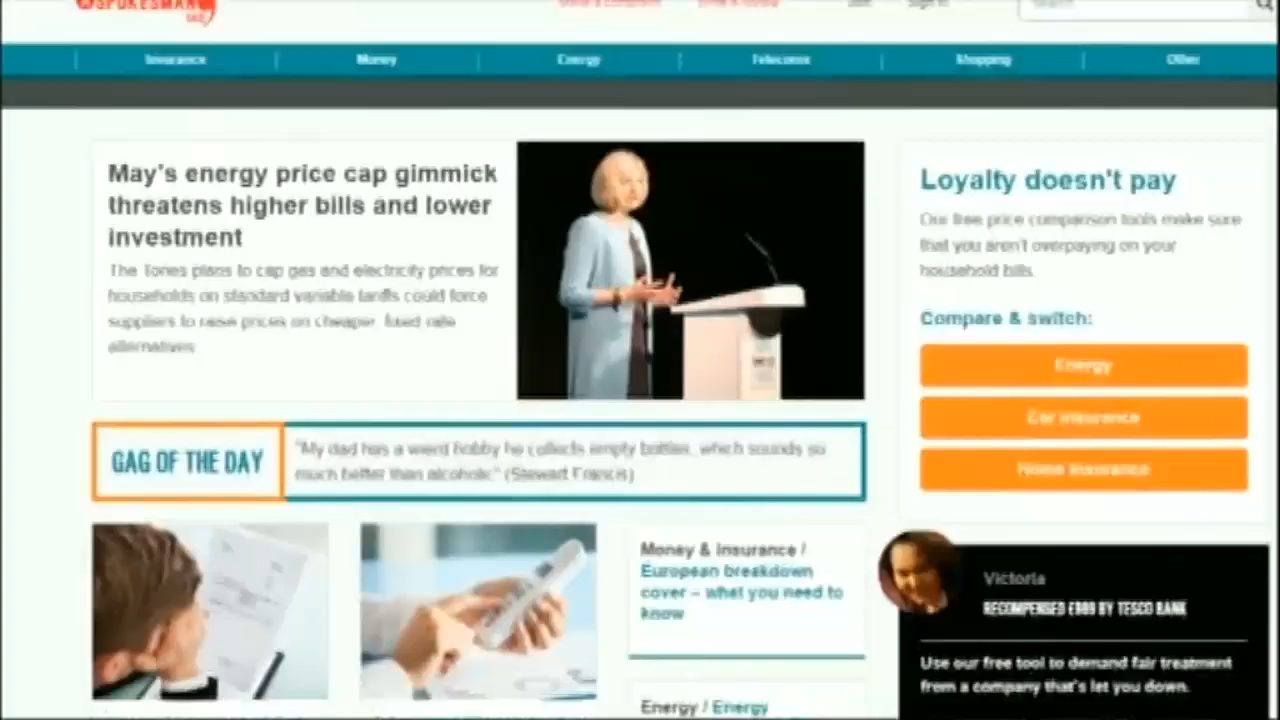 SPOKESMAN
Search
Insurance
Money
Energy
Telecoms
Shopping
Other
May's energy price cap gimmick
threatens higher bills and lower
investment
The Tories plans to cap gas and electricity prices for
households on standard variable tariffs could force
suppliers to raise prices on cheaper, fixed rate
alternatives
Loyalty doesn't pay
Our free price comparison tools make sure
that you aren't overpaying on your
household bills.
Compare & switch:
Energy
Car insurance
Home insurance
GAG OF THE DAY
"My dad has a weird hobby he collects empty bottles, which sounds so
much better than alcoholic" (Stewart Francis)
Money & insurance /
European breakdown
cover – what you need to
know
Energy / Energy
Victoria
RECOMPENSED BY TESCO BANK
Use our free tool to demand fair treatment
from a company that's let you down.